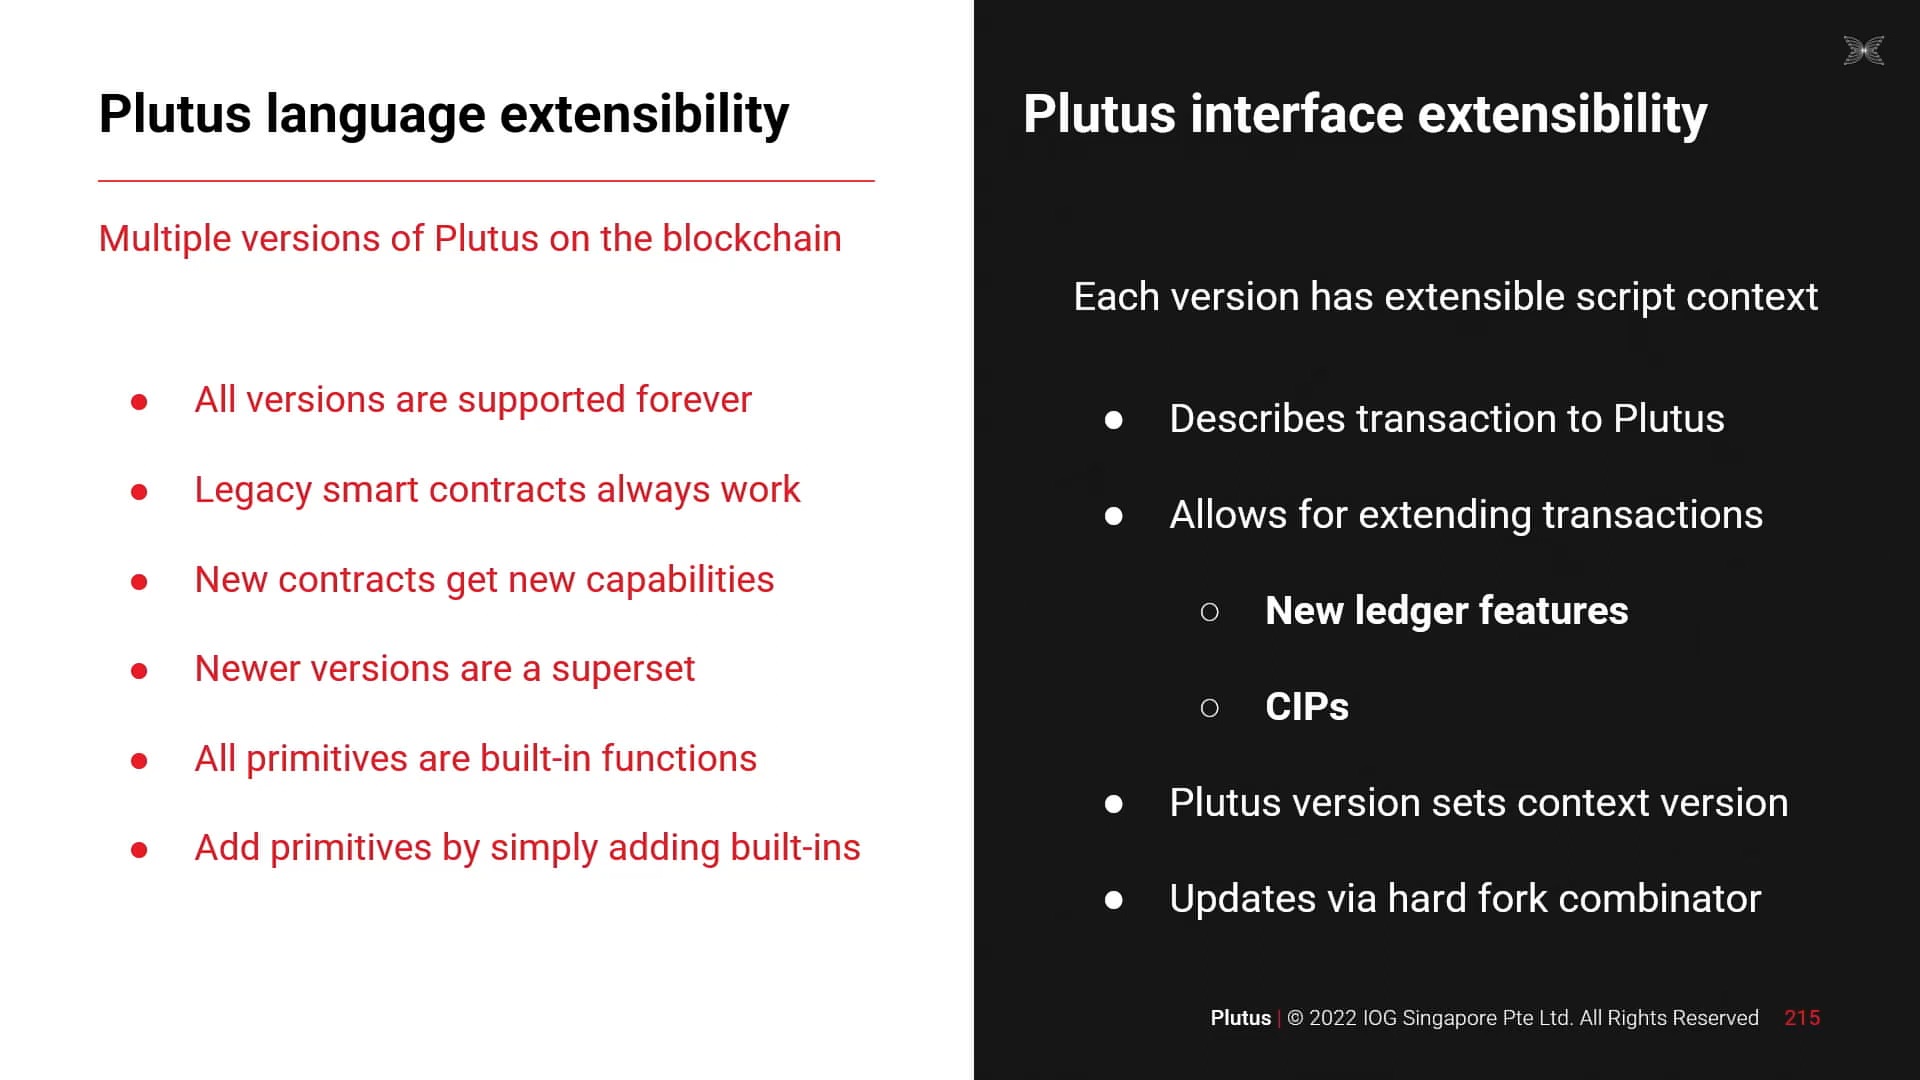 Plutus language extensibility
Multiple versions of Plutus on the blockchain
● All versions are supported forever
● Legacy smart contracts always work
● New contracts get new capabilities
● Newer versions are a superset
● All primitives are built-in functions
● Add primitives by simply adding built-ins
Plutus interface extensibility
Each version has extensible script context
● Describes transaction to Plutus
● Allows for extending transactions
○ New ledger features
○ CIPs
● Plutus version sets context version
● Updates via hard fork combinator
Plutus | © 2022 IOG Singapore Pte Ltd. All Rights Reserved 215